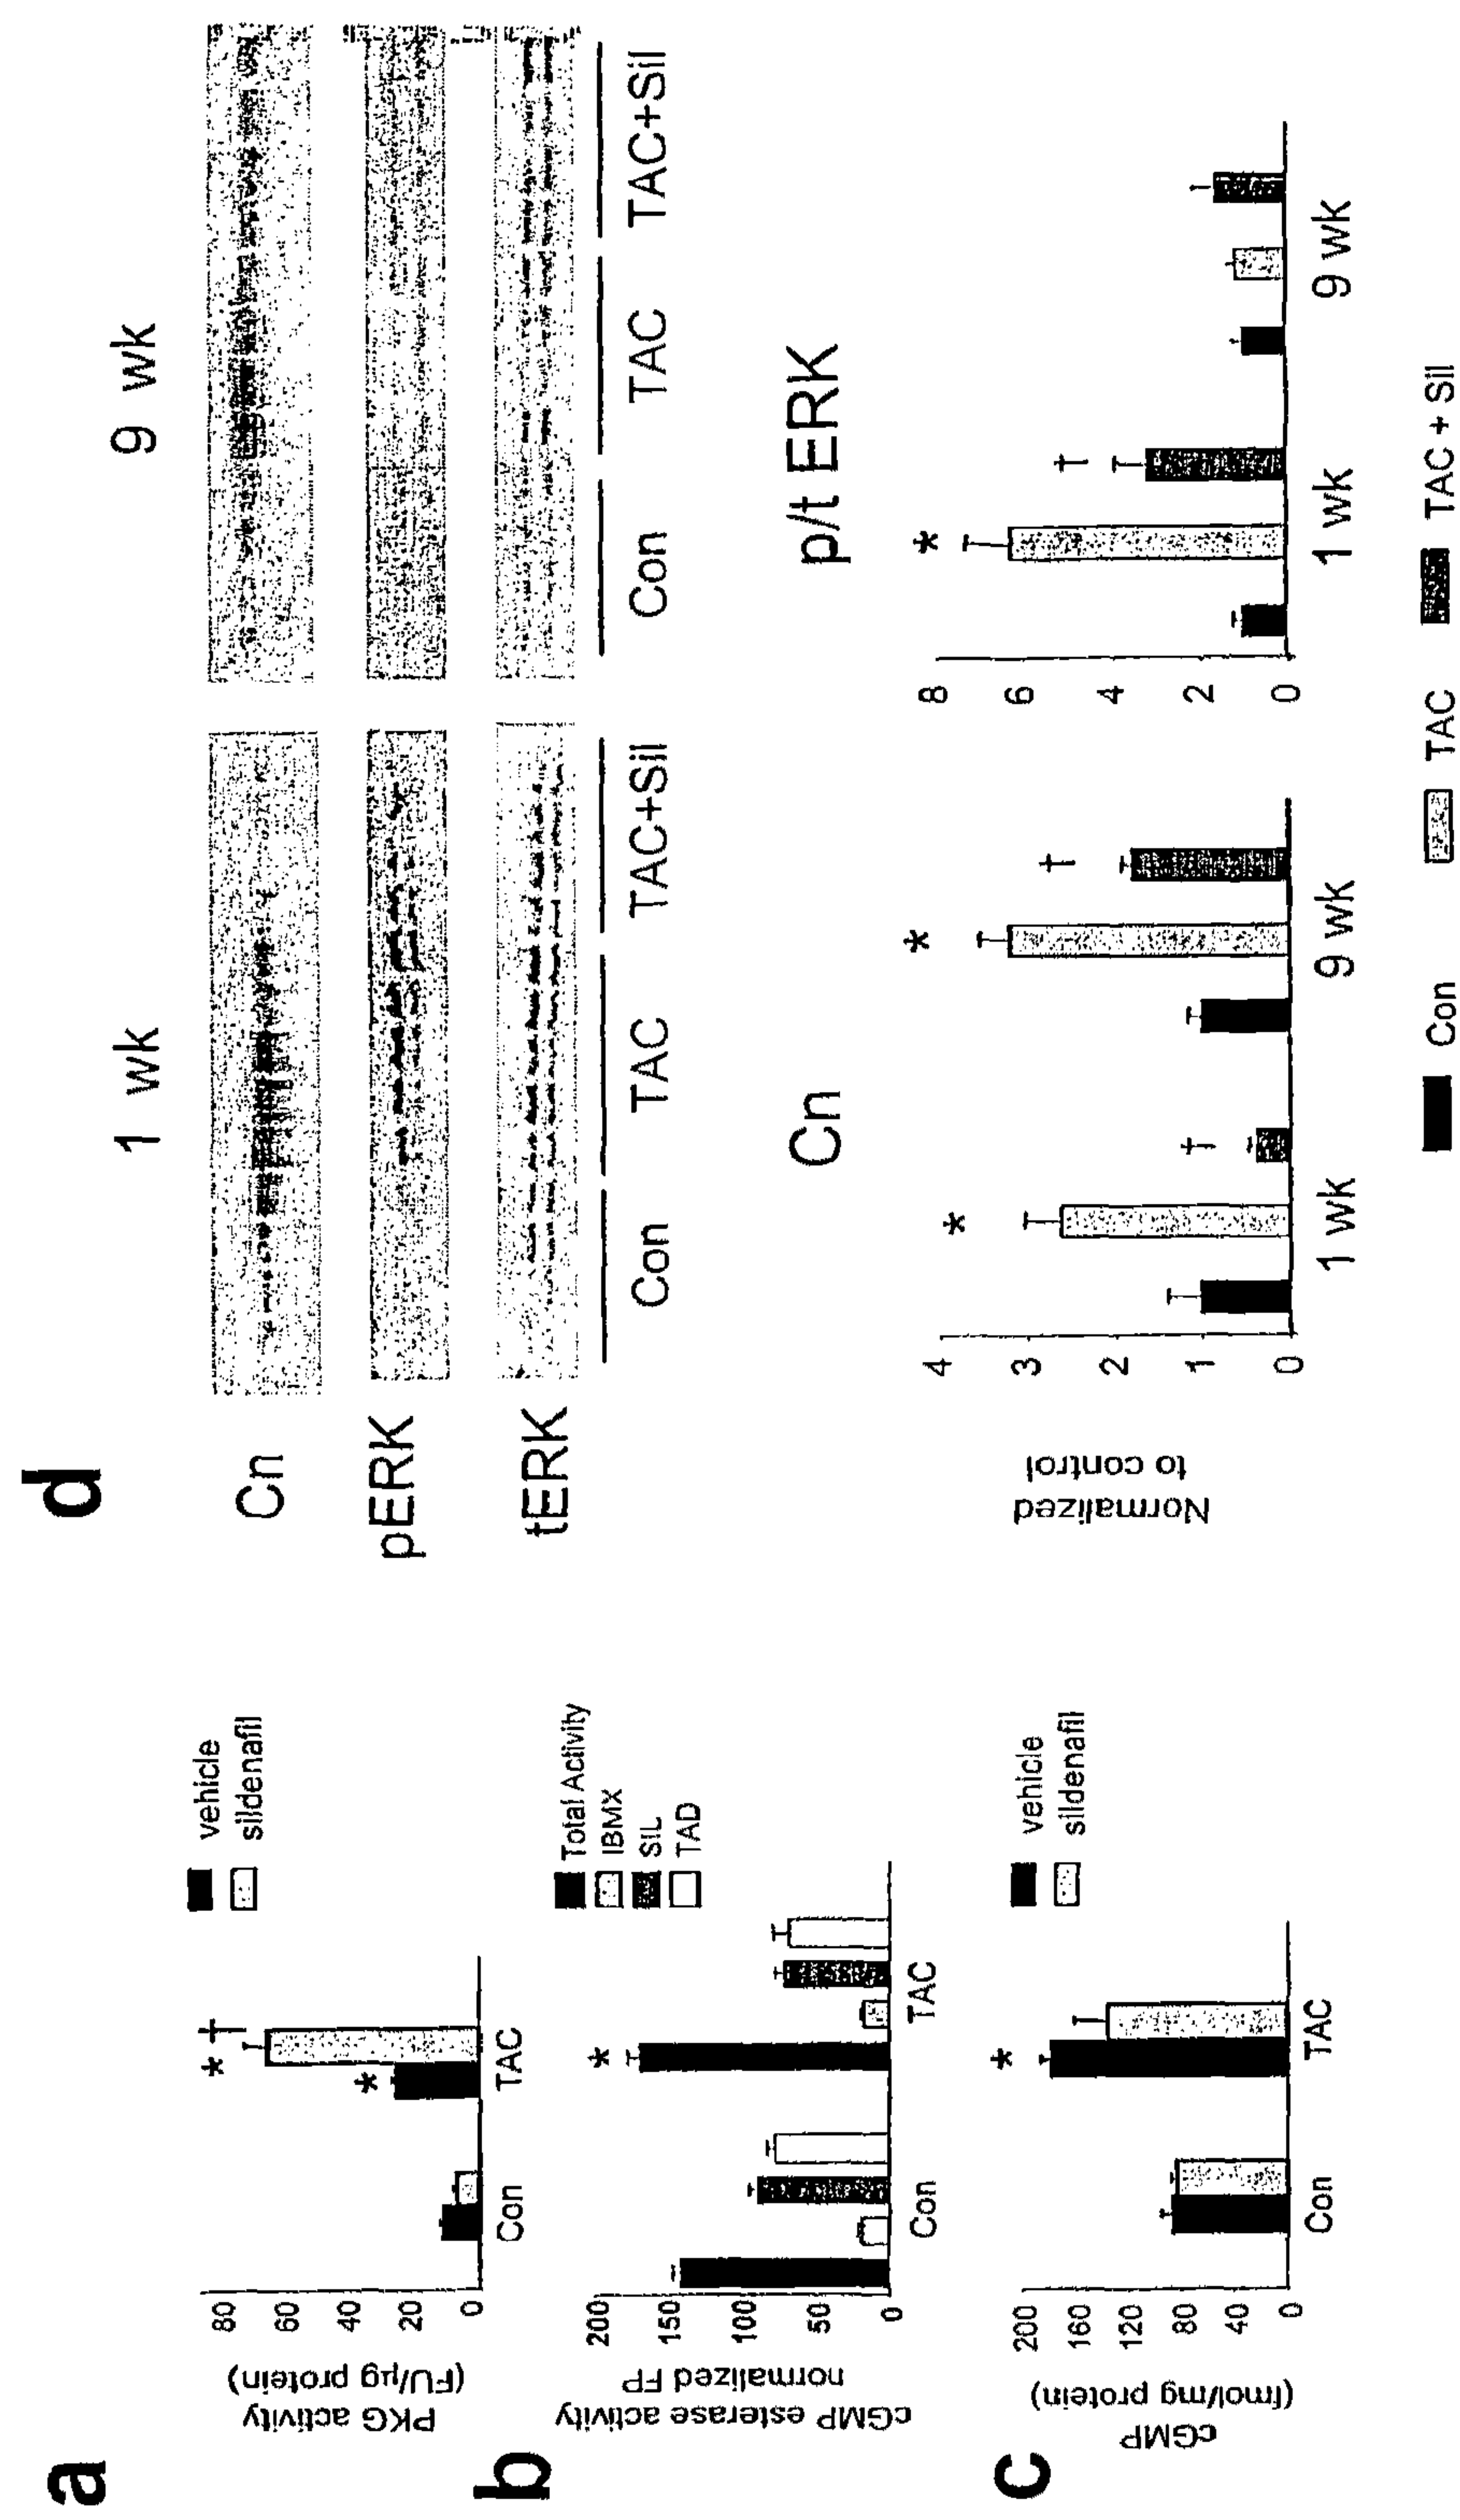 a
PKG activity
(FU/µg protein)
80
60
40
20
0
*
* †
Con
TAC
vehicle
sildenafil
b
cGMP esterase activity
normalized FP
200
150
100
50
0
*
Con
TAC
Total Activity
IBMX
SIL
TAD
c
cGMP
(fmol/mg protein)
200
160
120
80
40
0
*
Con
TAC
vehicle
sildenafil
d
1 wk
9 wk
Cn
pERK
tERK
Con
TAC
TAC+Sil
Con
TAC
TAC+Sil
Cn
Normalized
to control
4
3
2
1
0
*
†
*
†
1 wk
9 wk
p/t ERK
8
6
4
2
0
*
†
1 wk
9 wk
Con
TAC
TAC + Sil